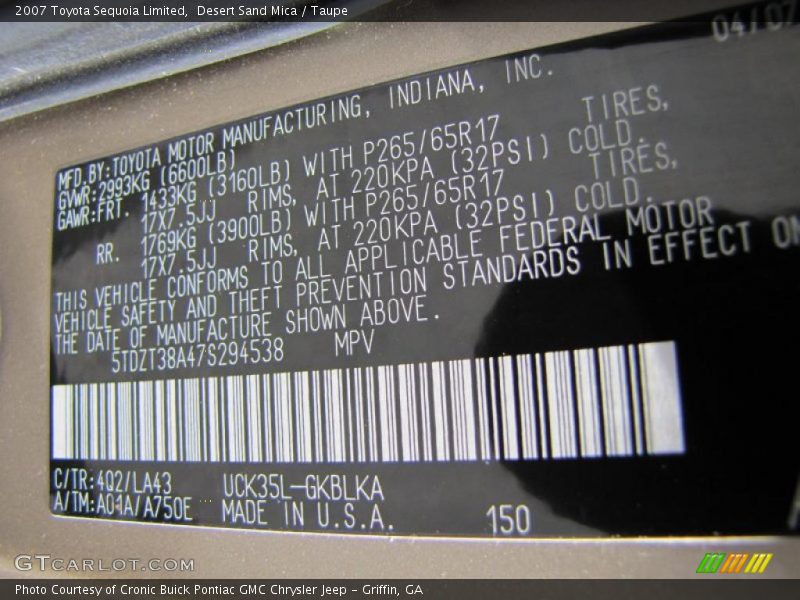 2007 Toyota Sequoia Limited, Desert Sand Mica / Taupe
04/07
MFD.BY:TOYOTA MOTOR MANUFACTURING, INDIANA, INC.
GVWR:2993KG (6600LB)
GAWR:FRT. 1433KG (3160LB) WITH P265/65R17 TIRES,
17X7.5JJ RIMS, AT 220KPA (32PSI) COLD.
RR. 1769KG (3900LB) WITH P265/65R17 TIRES,
17X7.5JJ RIMS, AT 220KPA (32PSI) COLD.
THIS VEHICLE CONFORMS TO ALL APPLICABLE FEDERAL MOTOR
VEHICLE SAFETY AND THEFT PREVENTION STANDARDS IN EFFECT ON
THE DATE OF MANUFACTURE SHOWN ABOVE.
5TDZT38A47S294538 MPV
C/TR:4Q2/LA43 UCK35L-GKBLKA
A/TM:A01A/A750E MADE IN U.S.A. 150
GTCARLOT.COM
Photo Courtesy of Cronic Buick Pontiac GMC Chrysler Jeep - Griffin, GA